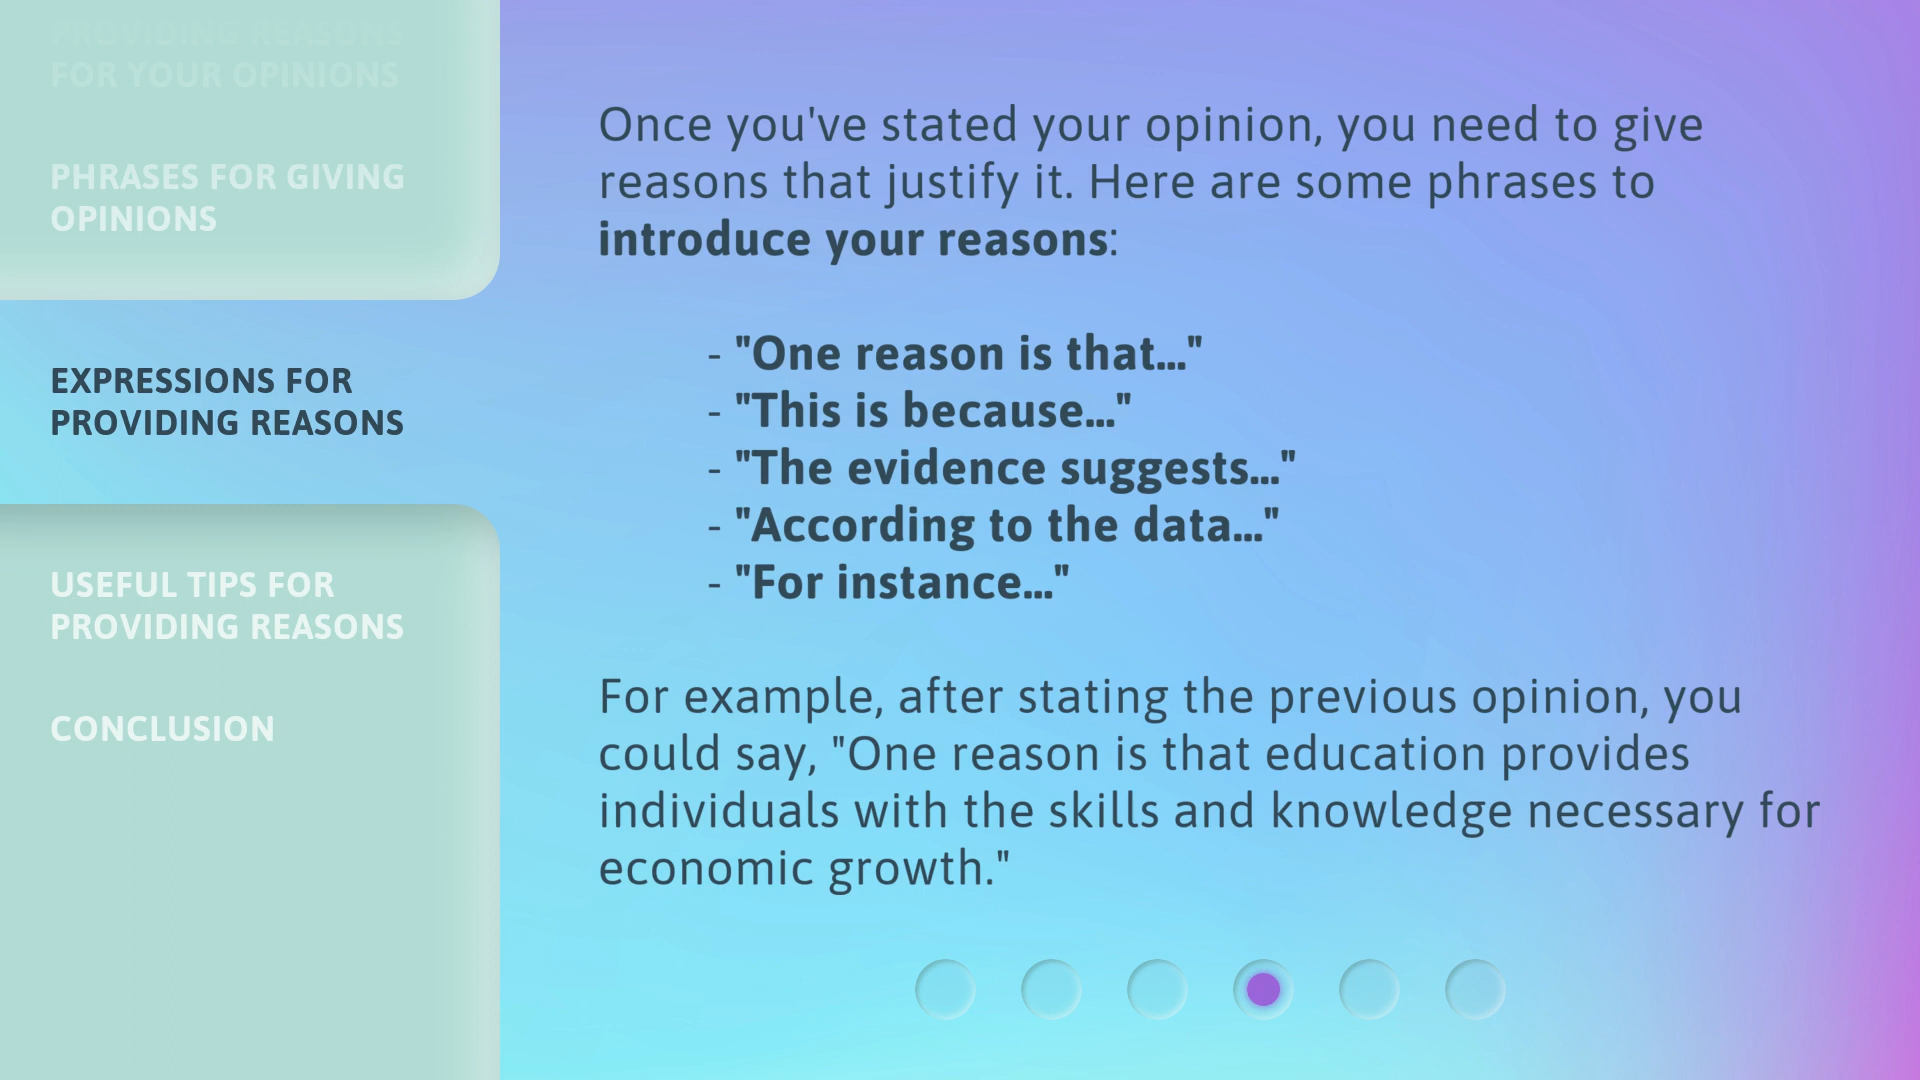 PROVIDING REASONS
FOR YOUR OPINIONS
PHRASES FOR GIVING
OPINIONS
EXPRESSIONS FOR
PROVIDING REASONS
USEFUL TIPS FOR
PROVIDING REASONS
CONCLUSION
Once you've stated your opinion, you need to give
reasons that justify it. Here are some phrases to
introduce your reasons:
- "One reason is that..."
- "This is because..."
- "The evidence suggests..."
- "According to the data..."
- "For instance..."
For example, after stating the previous opinion, you
could say, "One reason is that education provides
individuals with the skills and knowledge necessary for
economic growth."